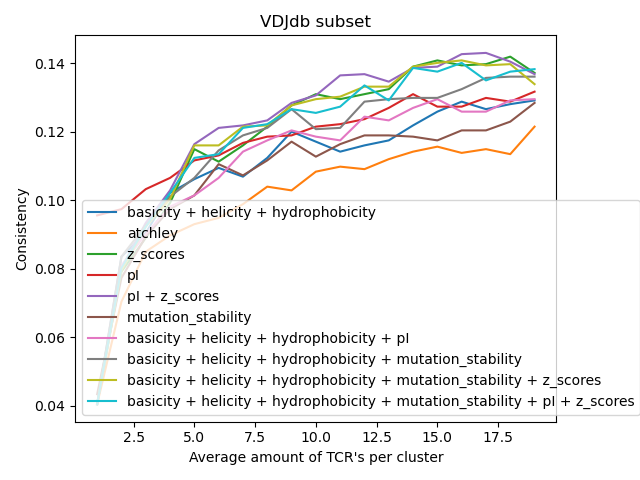 VDJdb subset
Consistency
0.14
0.12
0.10
0.08
0.06
0.04
basicity + helicity + hydrophobicity
atchley
z_scores
pI
pI + z_scores
mutation_stability
basicity + helicity + hydrophobicity + pI
basicity + helicity + hydrophobicity + mutation_stability
basicity + helicity + hydrophobicity + mutation_stability + z_scores
basicity + helicity + hydrophobicity + mutation_stability + pI + z_scores
2.5 5.0 7.5 10.0 12.5 15.0 17.5
Average amount of TCR's per cluster